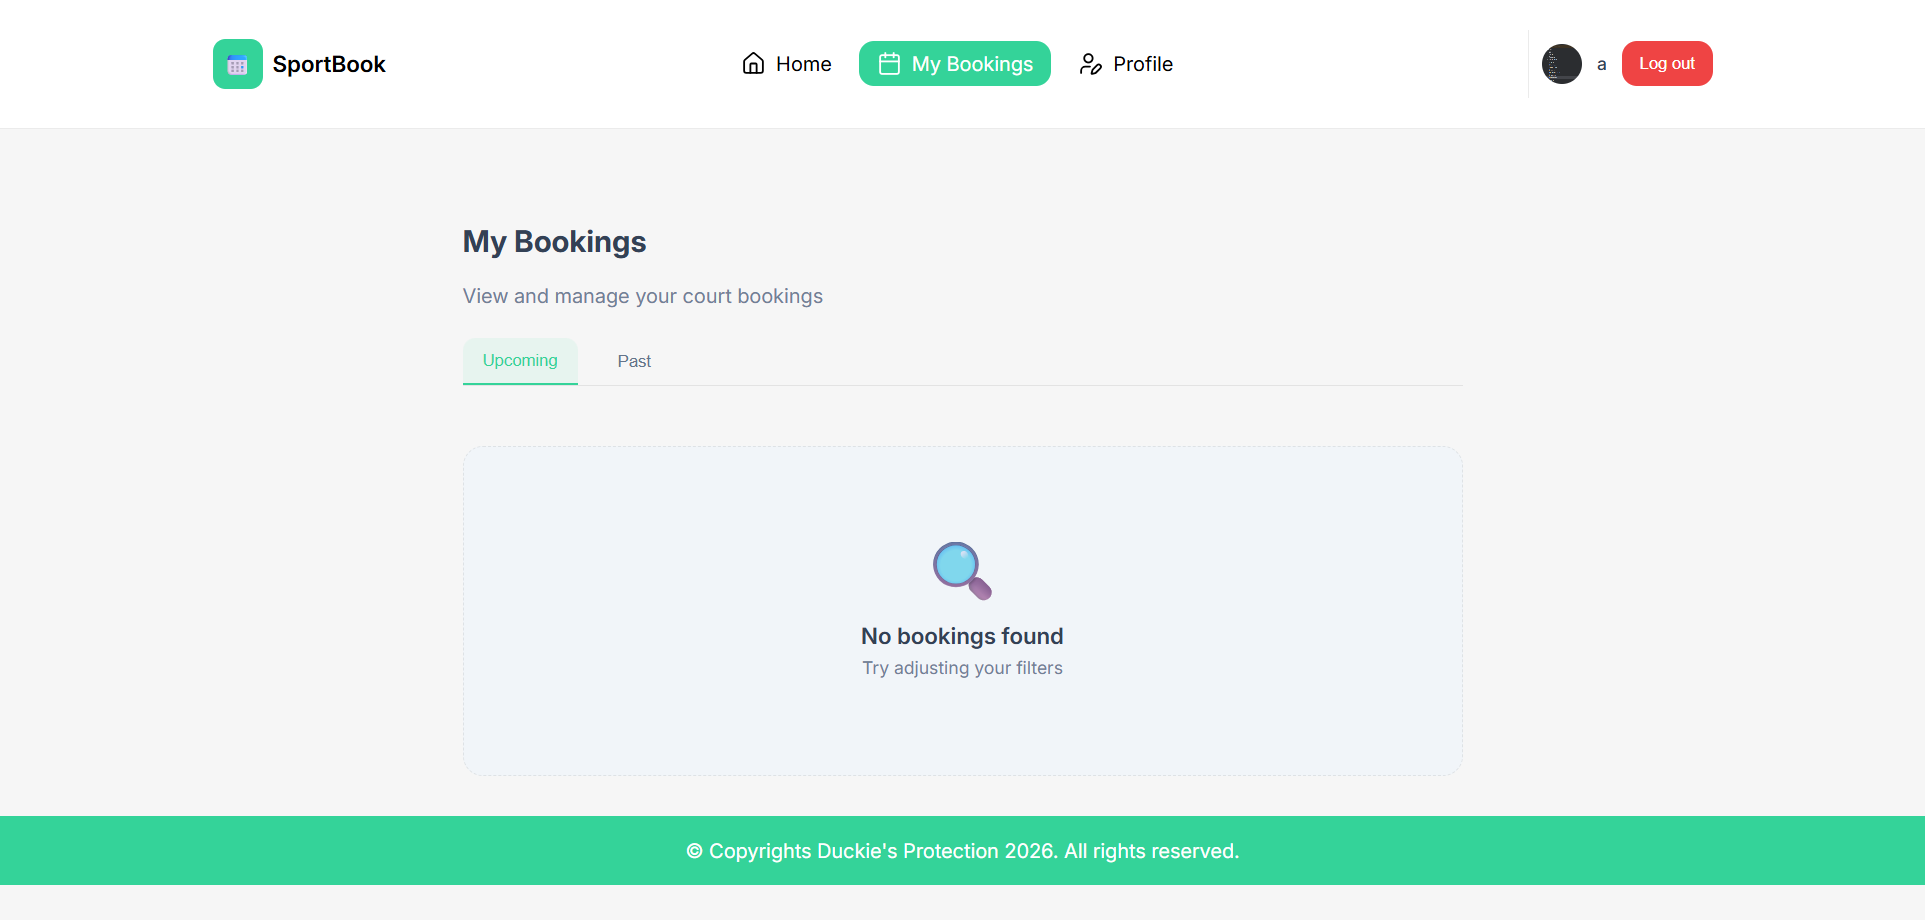 SportBook
Home
My Bookings
Profile
a
Log out
My Bookings
View and manage your court bookings
Upcoming
Past
No bookings found
Try adjusting your filters
© Copyrights Duckie's Protection 2026. All rights reserved.